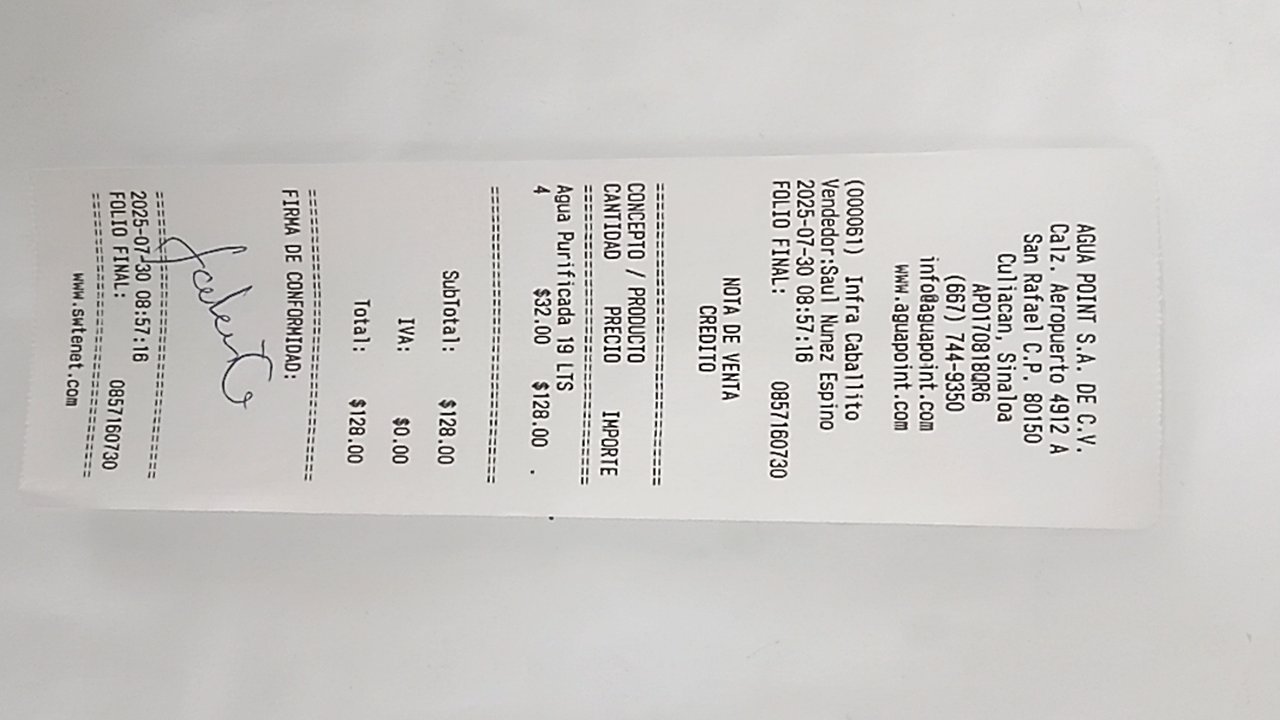 AGUA POINT S.A. DE C.V.
Calz. Aeropuerto 4912 A
San Rafael C.P. 80150
Culiacan, Sinaloa
APO170818QR6
(667) 744-9350
info@aguapoint.com
www.aguapoint.com
(000061) Infra Caballito
Vendedor:Saul Nunez Espino
2025-07-30 08:57:16
FOLIO FINAL: 0857160730
NOTA DE VENTA
CREDITO
================================
CONCEPTO / PRODUCTO
CANTIDAD PRECIO IMPORTE
================================
Agua Purificada 19 LTS
4 $32.00 $128.00 .
================================
SubTotal: $128.00
IVA: $0.00
Total: $128.00
================================
FIRMA DE CONFORMIDAD:
================================
2025-07-30 08:57:16
FOLIO FINAL: 0857160730
================================
www.swtenet.com